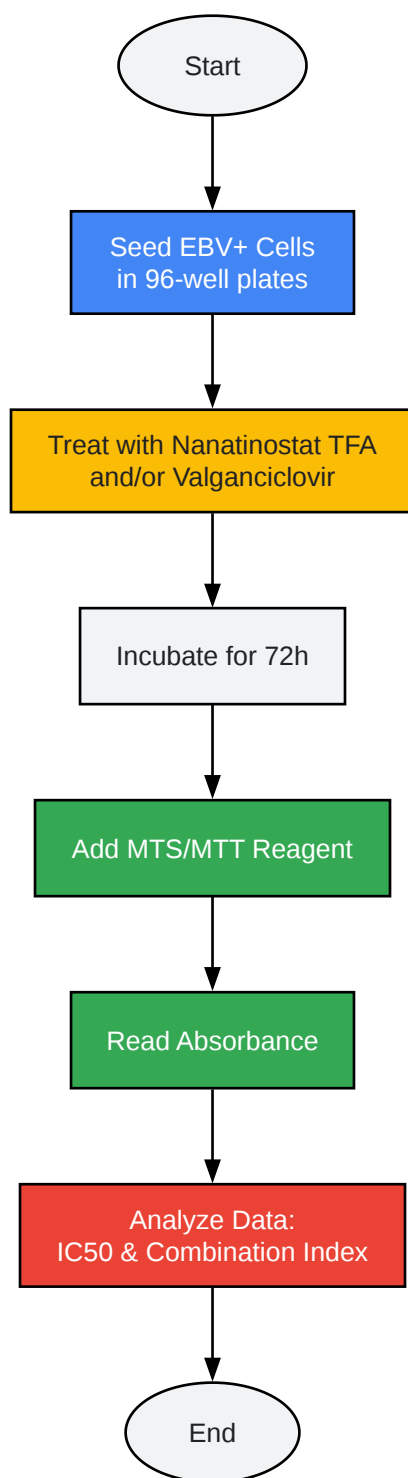 Start
Seed EBV+ Cells
in 96-well plates
Treat with Nanatinostat TFA
and/or Valganciclovir
Incubate for 72h
Add MTS/MTT Reagent
Read Absorbance
Analyze Data:
IC50 & Combination Index
End